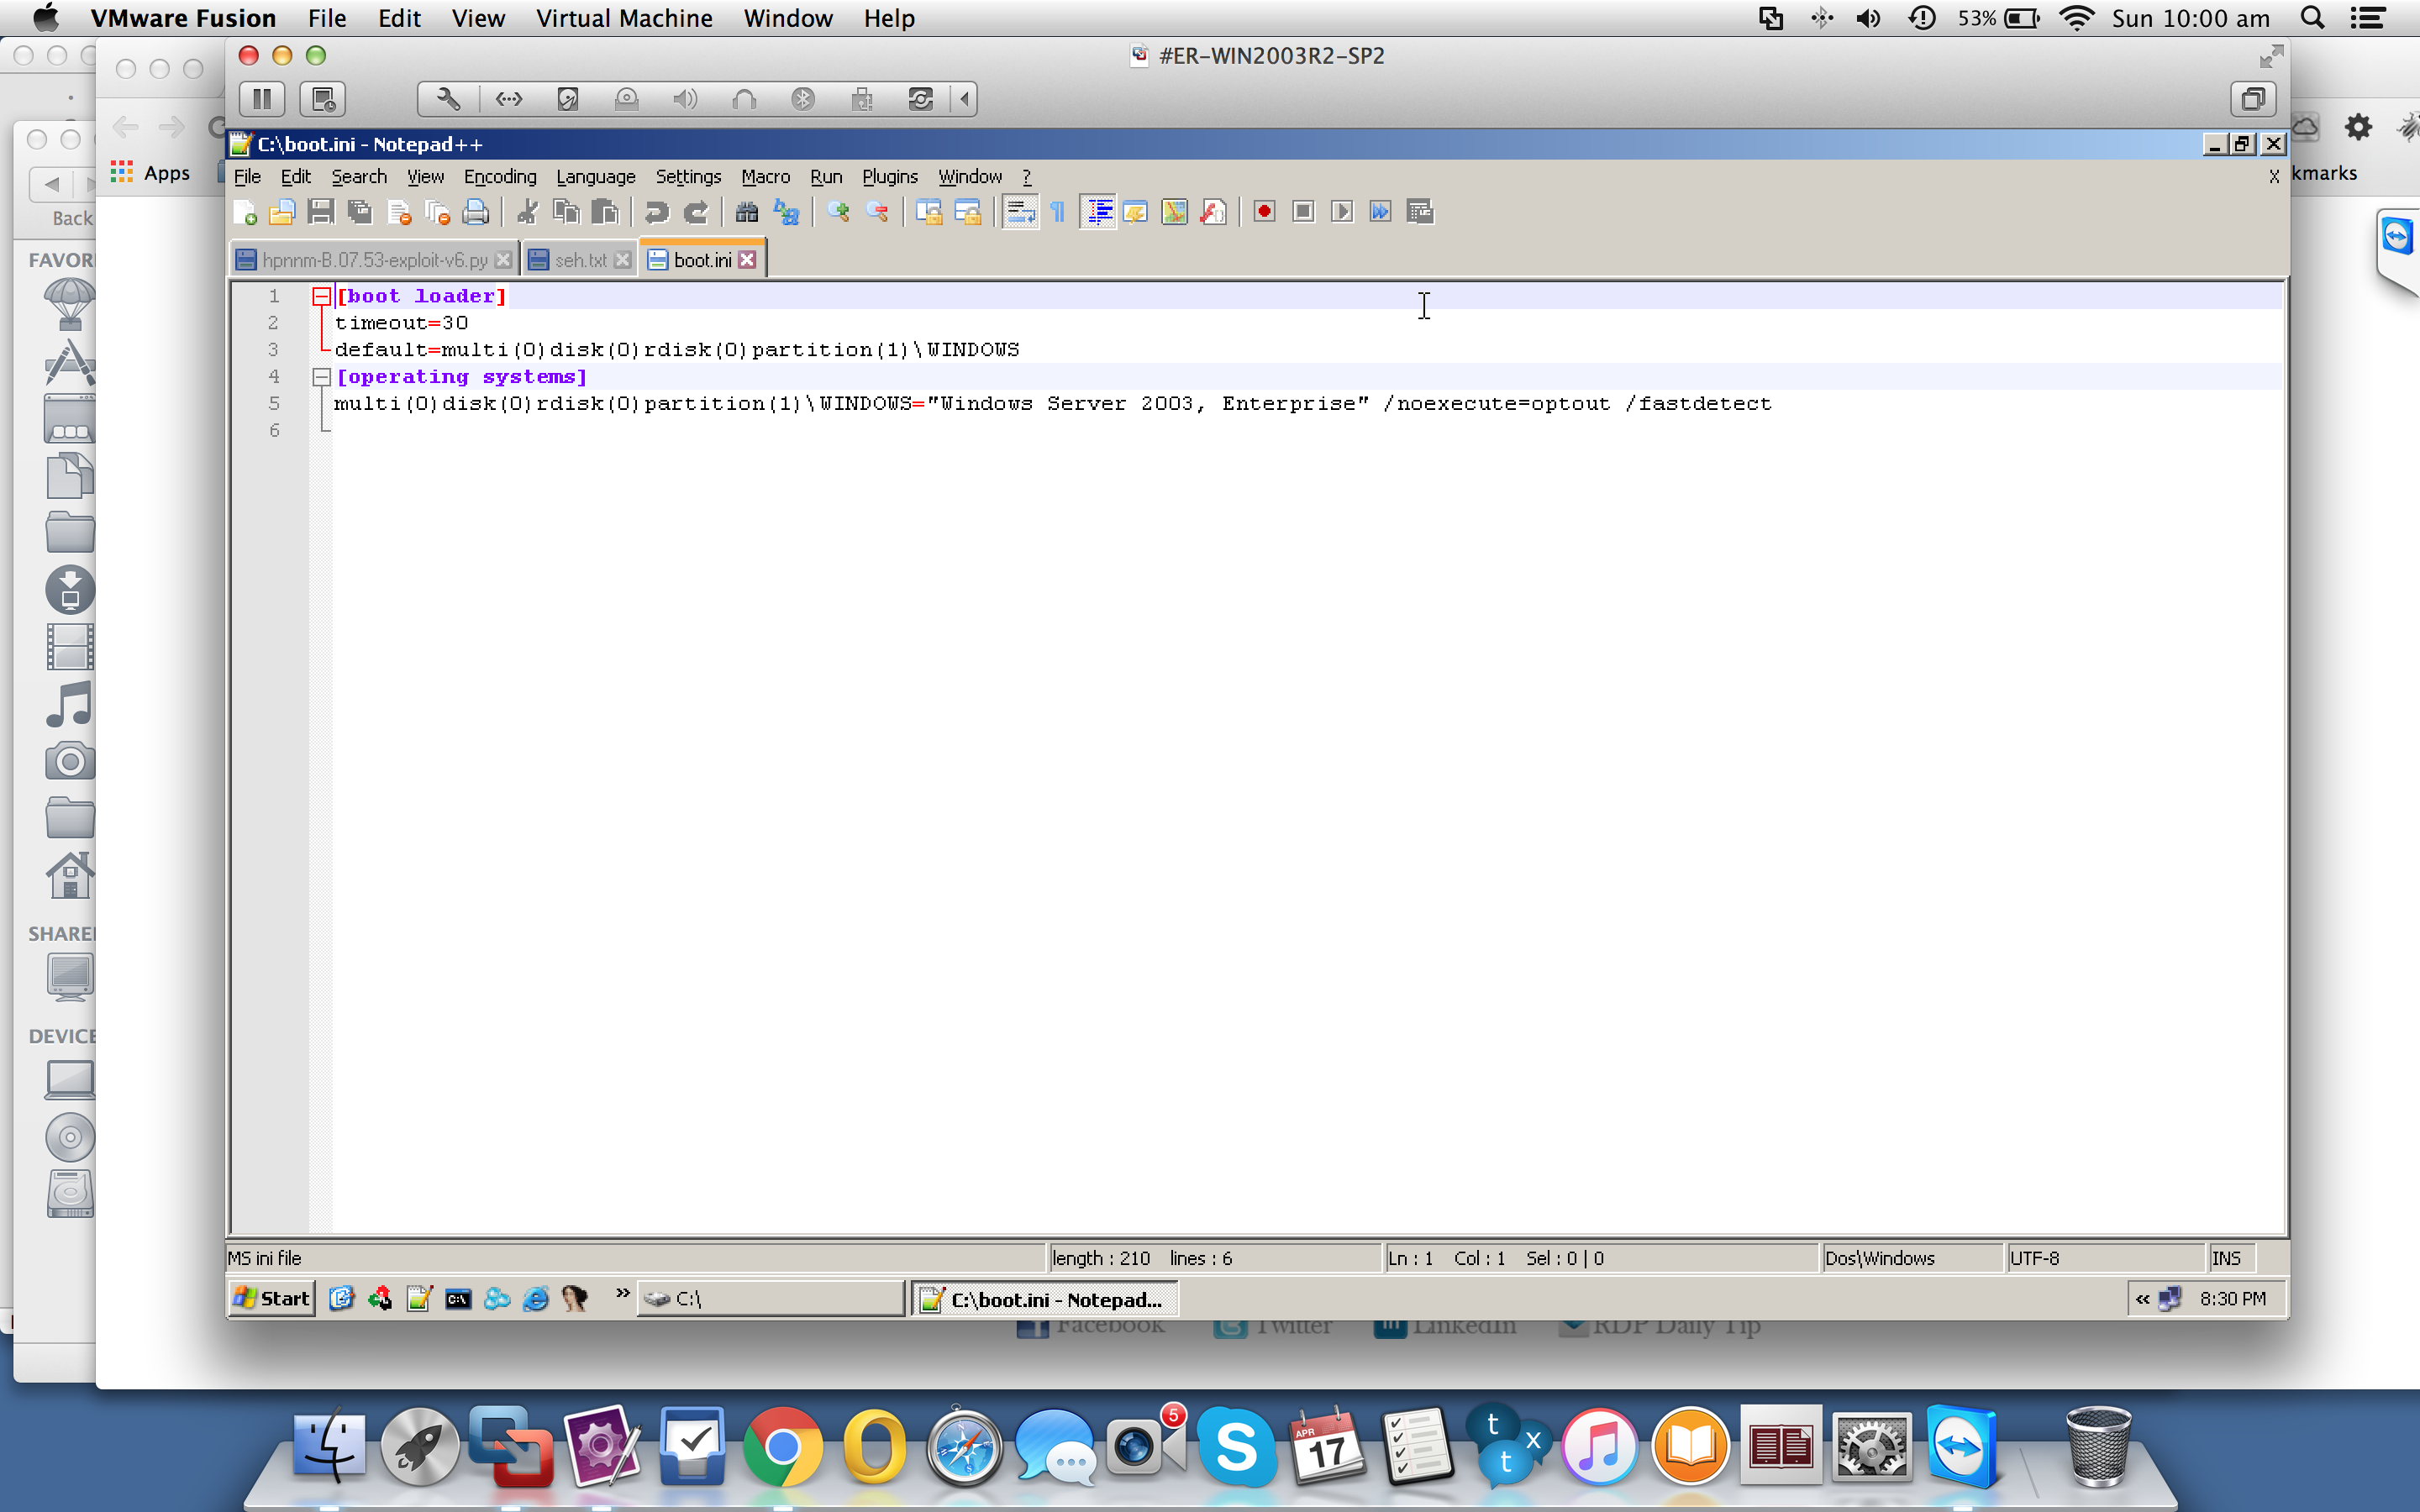 VMware Fusion File Edit View Virtual Machine Window Help 53% Sun 10:00 am
#ER-WIN2003R2-SP2
C:\boot.ini - Notepad++
File Edit Search View Encoding Language Settings Macro Run Plugins Window ? X
Apps
kmarks
Back
hpnnm-B.07.53-exploit-v6.py seh.txt boot.ini
FAVORI
1 [boot loader]
2 timeout=30
3 default=multi(0)disk(0)rdisk(0)partition(1)\WINDOWS
4 [operating systems]
5 multi(0)disk(0)rdisk(0)partition(1)\WINDOWS="Windows Server 2003, Enterprise" /noexecute=optout /fastdetect
6
SHARE
DEVICE
MS ini file length : 210 lines : 6 Ln : 1 Col : 1 Sel : 0 | 0 Dos\Windows UTF-8 INS
Start C:\ » C:\ C:\boot.ini - Notepad... « 8:30 PM
Facebook Twitter LinkedIn RDP Daily Tip
5
APR
17
S
t
x
t